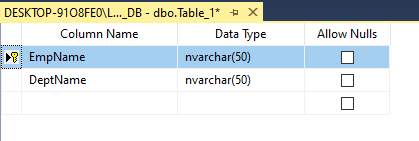 DESKTOP-91O8FE0\L..._DB - dbo.Table_1*
Column Name Data Type Allow Nulls
EmpName nvarchar(50)
DeptName nvarchar(50)